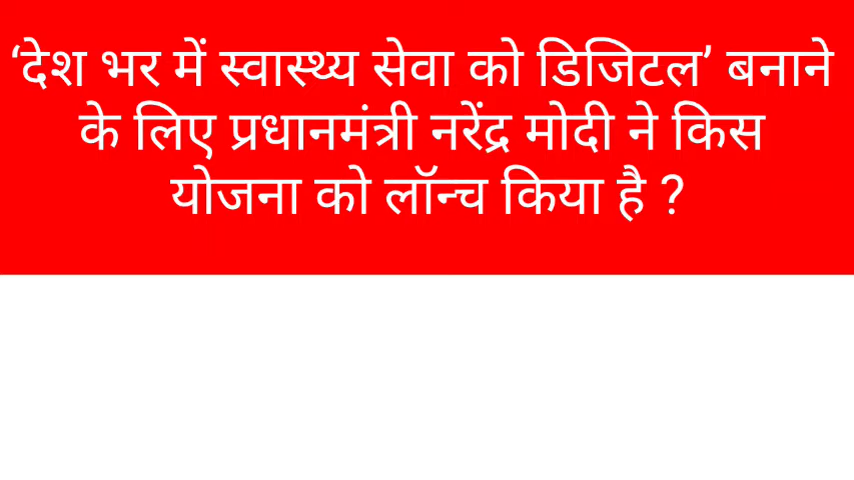 ‘देश भर में स्वास्थ्य सेवा को डिजिटल’ बनाने
के लिए प्रधानमंत्री नरेंद्र मोदी ने किस
योजना को लॉन्च किया है ?